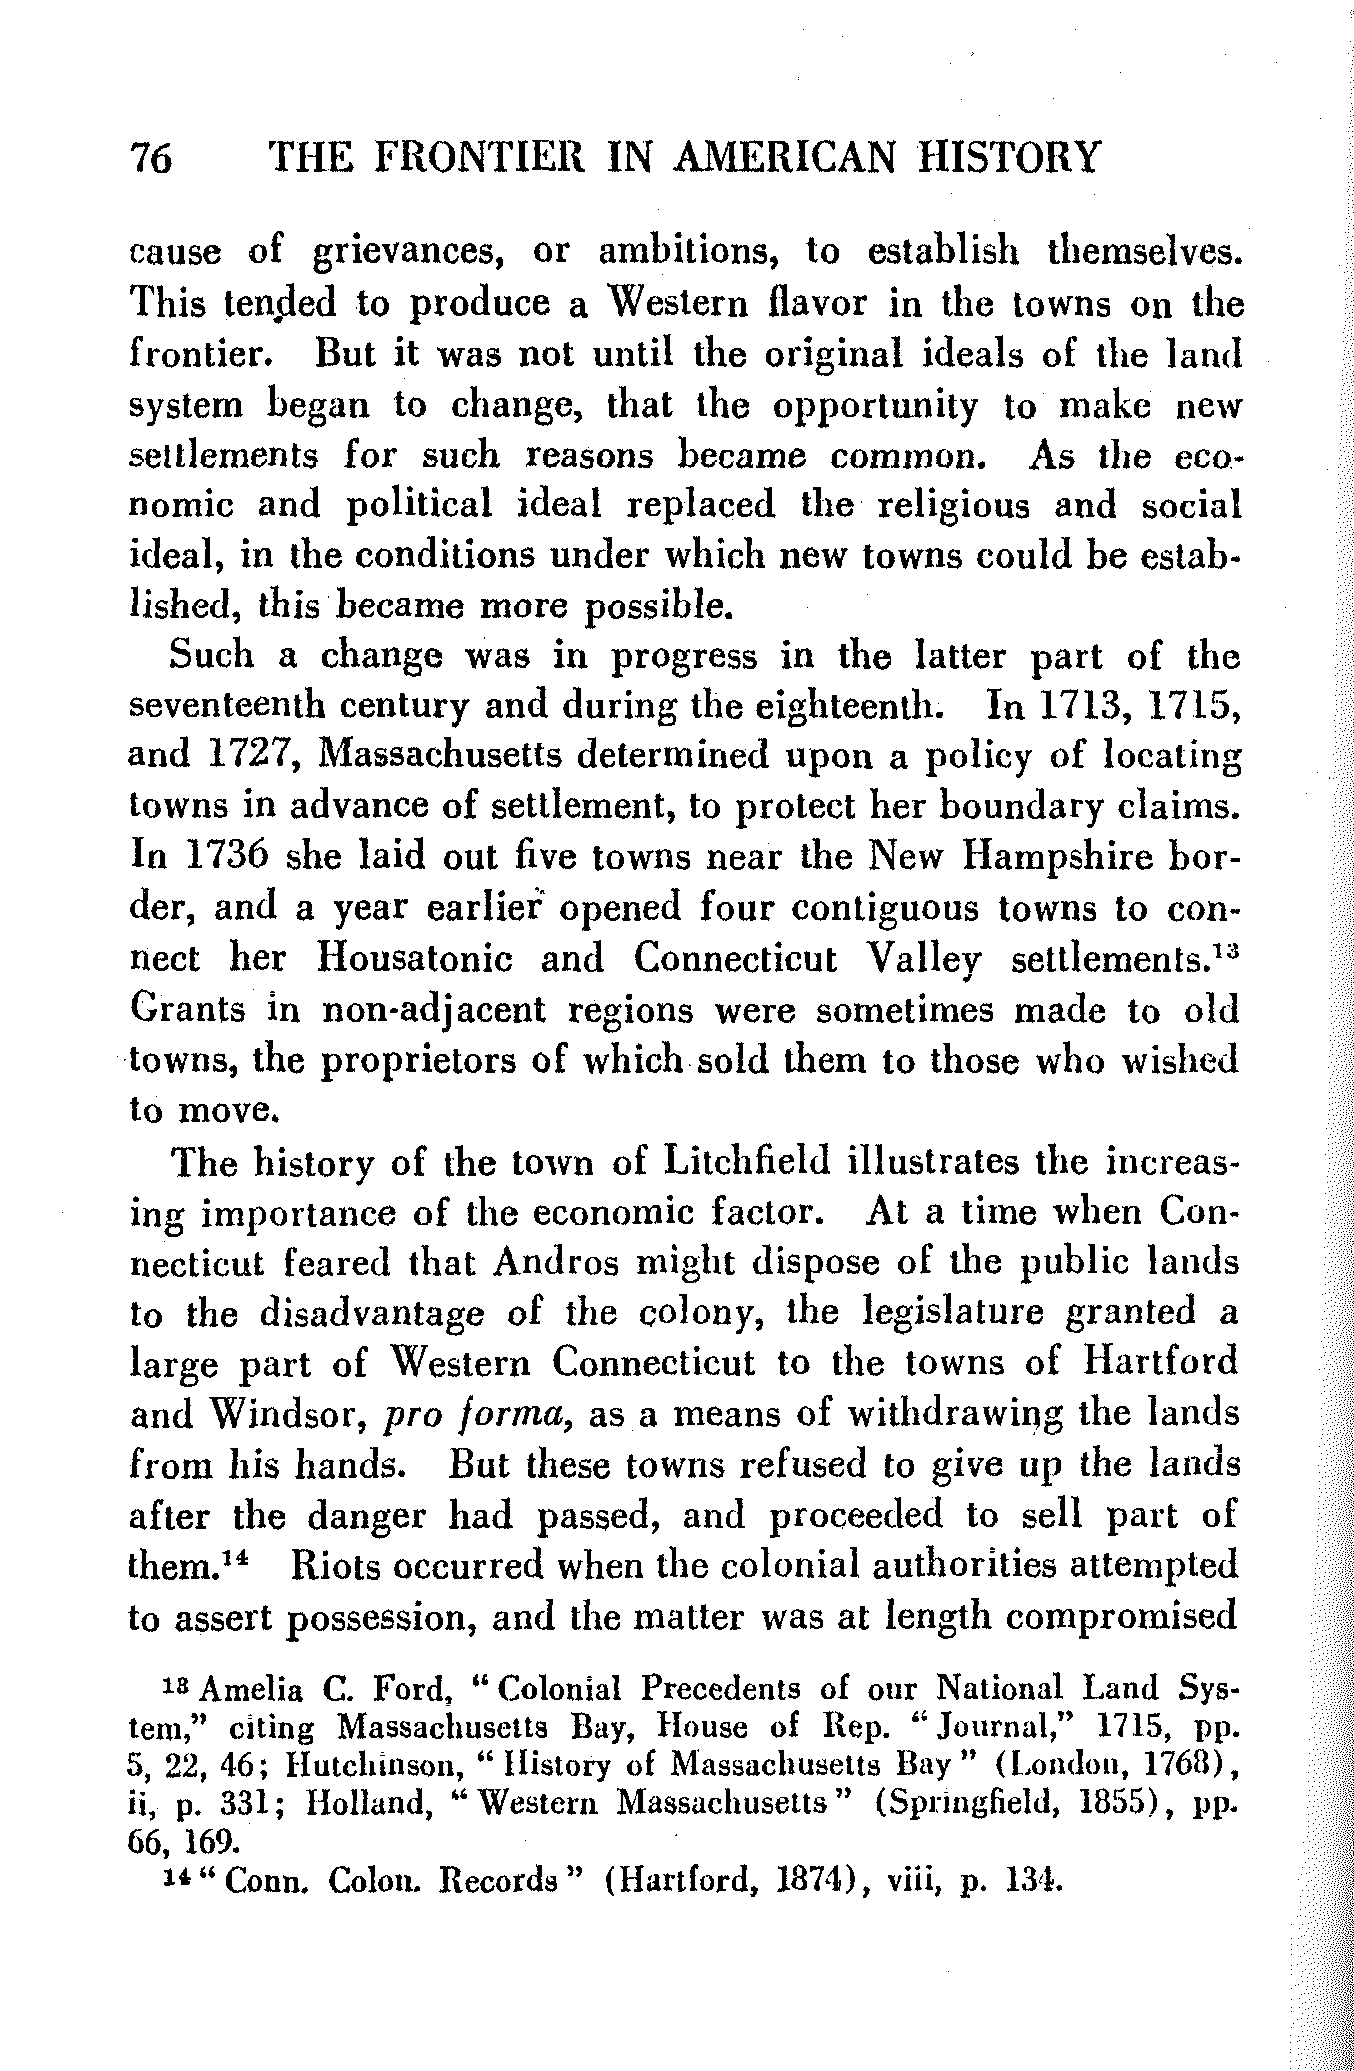 76 THE FRONTIER IN AMERICAN HISTORY
cause of grievances, or ambitions, to establish themselves.
This tended to produce a Western flavor in the towns on the
frontier. But it was not until the original ideals of the land
system began to change, that the opportunity to make new
settlements for such reasons became common. As the eco-
nomic and political ideal replaced the religious and social
ideal, in the conditions under which new towns could be estab-
lished, this became more possible.
Such a change was in progress in the latter part of the
seventeenth century and during the eighteenth. In 1713, 1715,
and 1727, Massachusetts determined upon a policy of locating
towns in advance of settlement, to protect her boundary claims.
In 1736 she laid out five towns near the New Hampshire bor-
der, and a year earlier opened four contiguous towns to con-
nect her Housatonic and Connecticut Valley settlements.¹³
Grants in non-adjacent regions were sometimes made to old
towns, the proprietors of which sold them to those who wished
to move.
The history of the town of Litchfield illustrates the increas-
ing importance of the economic factor. At a time when Con-
necticut feared that Andros might dispose of the public lands
to the disadvantage of the colony, the legislature granted a
large part of Western Connecticut to the towns of Hartford
and Windsor, pro forma, as a means of withdrawing the lands
from his hands. But these towns refused to give up the lands
after the danger had passed, and proceeded to sell part of
them.¹⁴ Riots occurred when the colonial authorities attempted
to assert possession, and the matter was at length compromised
¹³ Amelia C. Ford, "Colonial Precedents of our National Land Sys-
tem," citing Massachusetts Bay, House of Rep. "Journal," 1715, pp.
5, 22, 46; Hutchinson, "History of Massachusetts Bay" (London, 1768),
ii, p. 331; Holland, "Western Massachusetts" (Springfield, 1855), pp.
66, 169.
¹⁴ "Conn. Colon. Records" (Hartford, 1874), viii, p. 134.